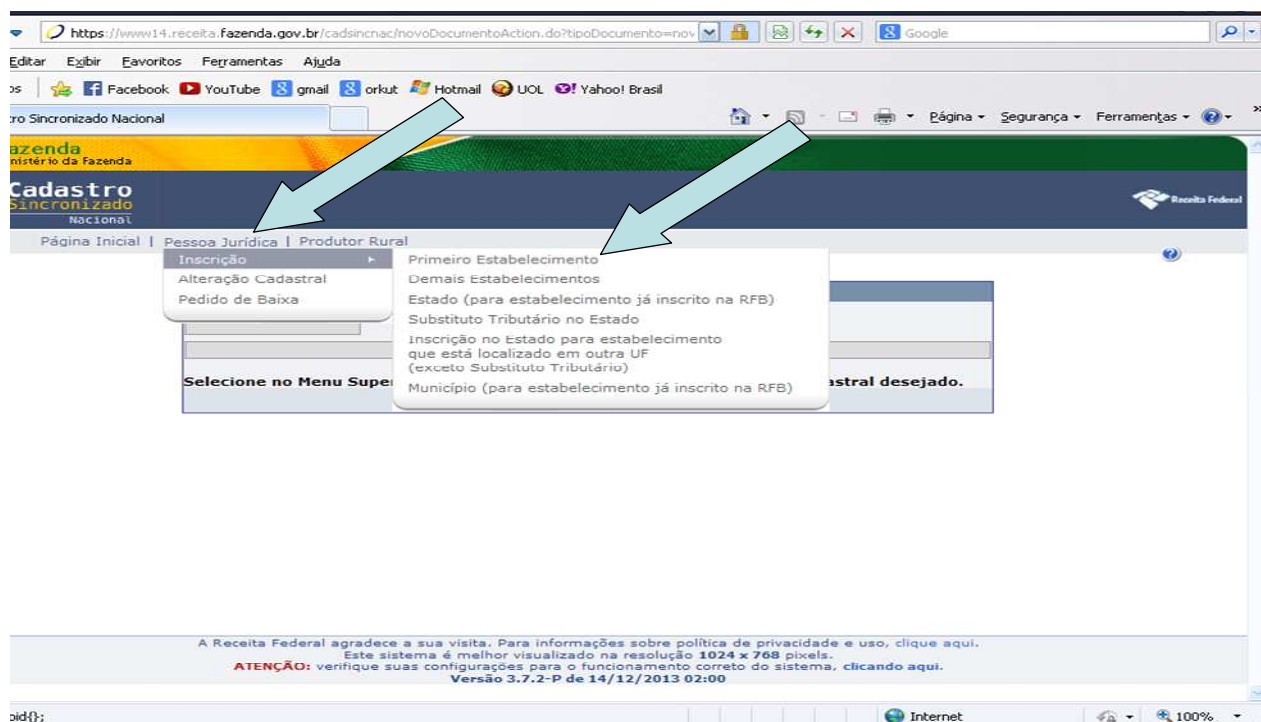 https://www14.receita.fazenda.gov.br/cadsincnac/novoDocumentoAction.do?tipoDocumento=nov
Google
Editar Exibir Favoritos Ferramentas Ajuda
os Facebook YouTube gmail orkut Hotmail UOL Yahoo! Brasil
ro Sincronizado Nacional
Página Segurança Ferramentas »
azenda
nistério da Fazenda
Cadastro
Sincronizado
Nacional
Receita Federal
Página Inicial | Pessoa Jurídica | Produtor Rural
Inscrição
Alteração Cadastral
Pedido de Baixa
Primeiro Estabelecimento
Demais Estabelecimentos
Estado (para estabelecimento já inscrito na RFB)
Substituto Tributário no Estado
Inscrição no Estado para estabelecimento
que está localizado em outra UF
(exceto Substituto Tributário)
Município (para estabelecimento já inscrito na RFB)
Selecione no Menu Supe astral desejado.
A Receita Federal agradece a sua visita. Para informações sobre política de privacidade e uso, clique aqui.
Este sistema é melhor visualizado na resolução 1024 x 768 pixels.
ATENÇÃO: verifique suas configurações para o funcionamento correto do sistema, clicando aqui.
Versão 3.7.2-P de 14/12/2013 02:00
oid{}; Internet 100%